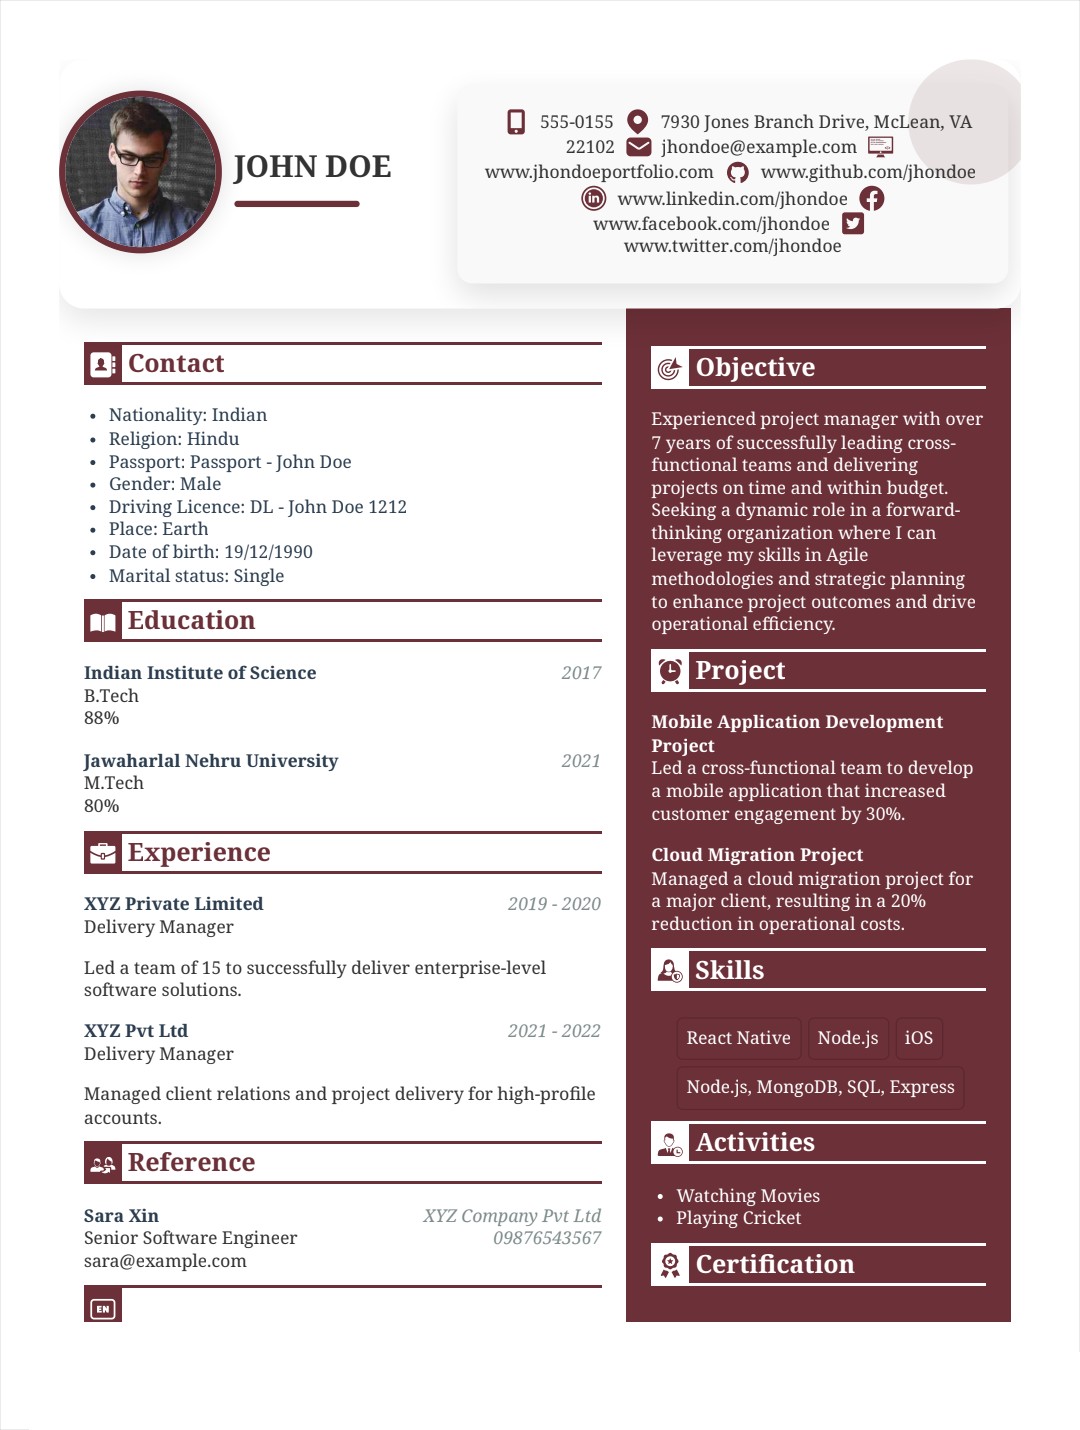 JOHN DOE
555-0155 7930 Jones Branch Drive, McLean, VA
22102 jhondoe@example.com
www.jhondoeportfolio.com www.github.com/jhondoe
www.linkedin.com/jhondoe
www.facebook.com/jhondoe
www.twitter.com/jhondoe
Contact
• Nationality: Indian
• Religion: Hindu
• Passport: Passport - John Doe
• Gender: Male
• Driving Licence: DL - John Doe 1212
• Place: Earth
• Date of birth: 19/12/1990
• Marital status: Single
Education
Indian Institute of Science 2017
B.Tech
88%
Jawaharlal Nehru University 2021
M.Tech
80%
Experience
XYZ Private Limited 2019 - 2020
Delivery Manager
Led a team of 15 to successfully deliver enterprise-level
software solutions.
XYZ Pvt Ltd 2021 - 2022
Delivery Manager
Managed client relations and project delivery for high-profile
accounts.
Reference
Sara Xin XYZ Company Pvt Ltd
Senior Software Engineer 09876543567
sara@example.com
EN
Objective
Experienced project manager with over
7 years of successfully leading cross-
functional teams and delivering
projects on time and within budget.
Seeking a dynamic role in a forward-
thinking organization where I can
leverage my skills in Agile
methodologies and strategic planning
to enhance project outcomes and drive
operational efficiency.
Project
Mobile Application Development
Project
Led a cross-functional team to develop
a mobile application that increased
customer engagement by 30%.
Cloud Migration Project
Managed a cloud migration project for
a major client, resulting in a 20%
reduction in operational costs.
Skills
React Native Node.js iOS
Node.js, MongoDB, SQL, Express
Activities
• Watching Movies
• Playing Cricket
Certification